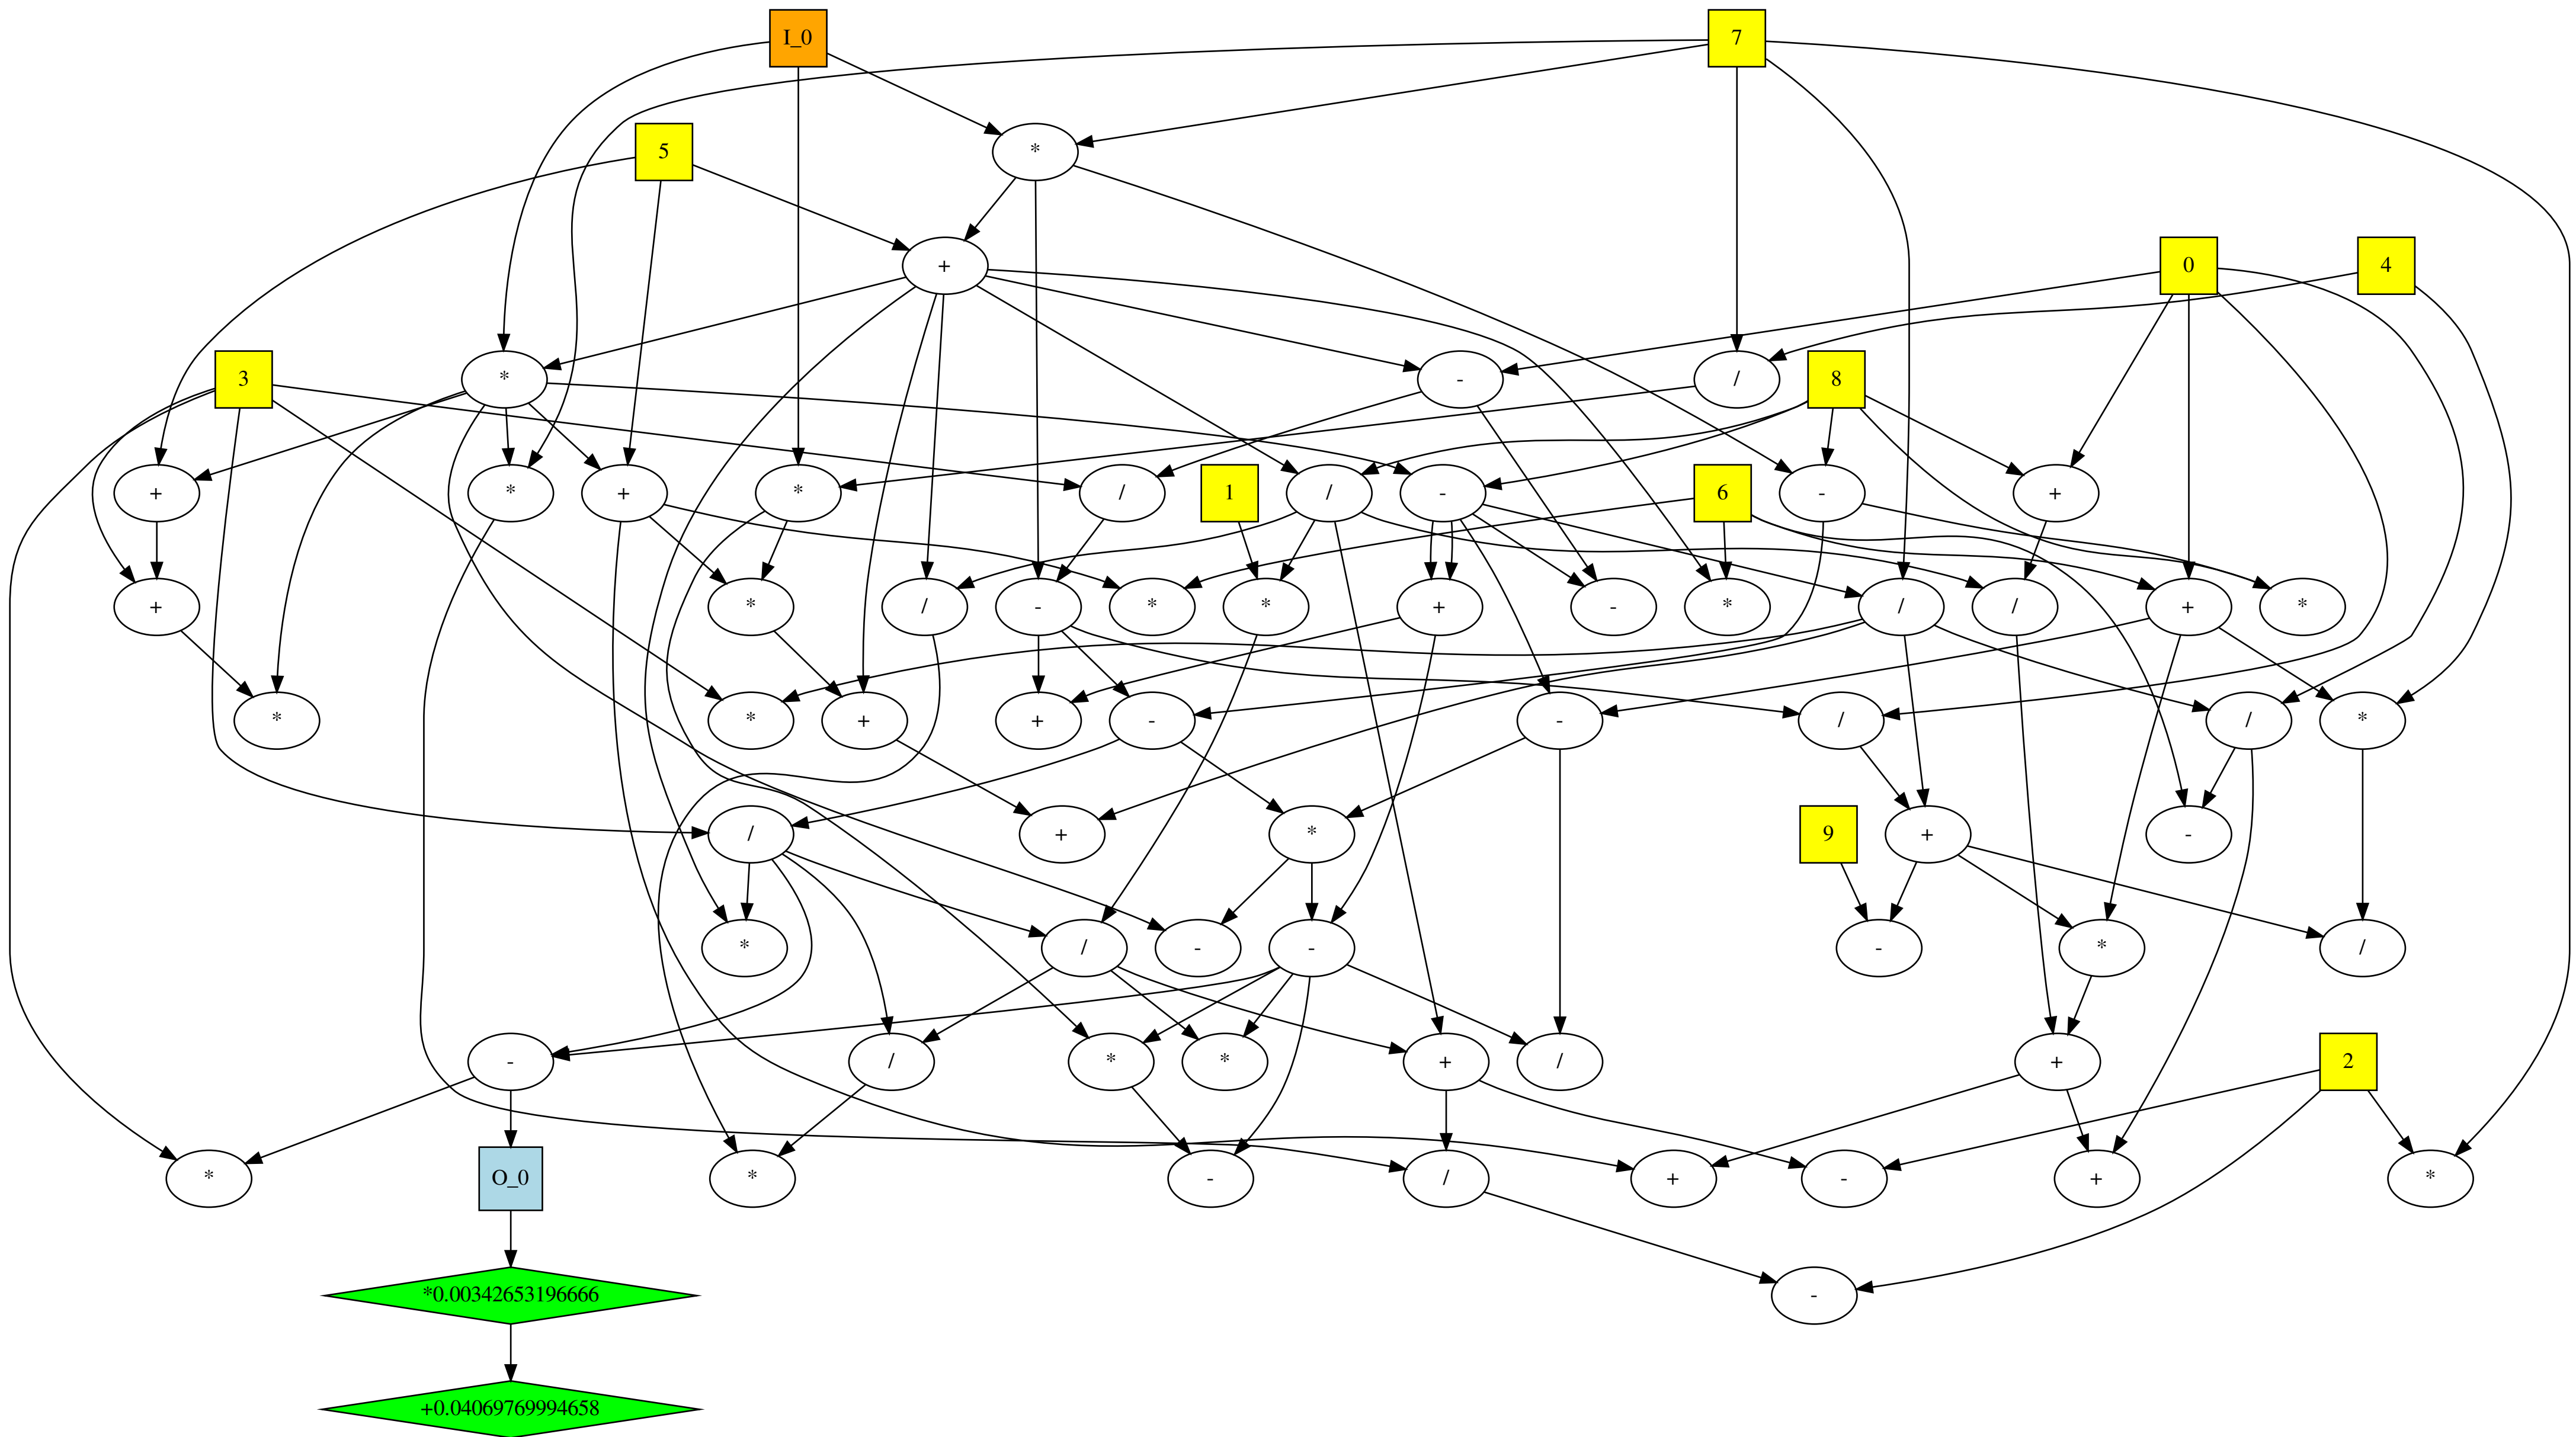 I_0 7
5 *
+ 0 4
3 * - / 8
+ * + * / 1 / - 6 - +
+ * / - * * + - * / / + *
* * + + - - / / *
/ + * 9 + -
* / - - - * /
- / * * + / + 2
* O_0 * - / + - + *
*0.00342653196666 -
+0.04069769994658